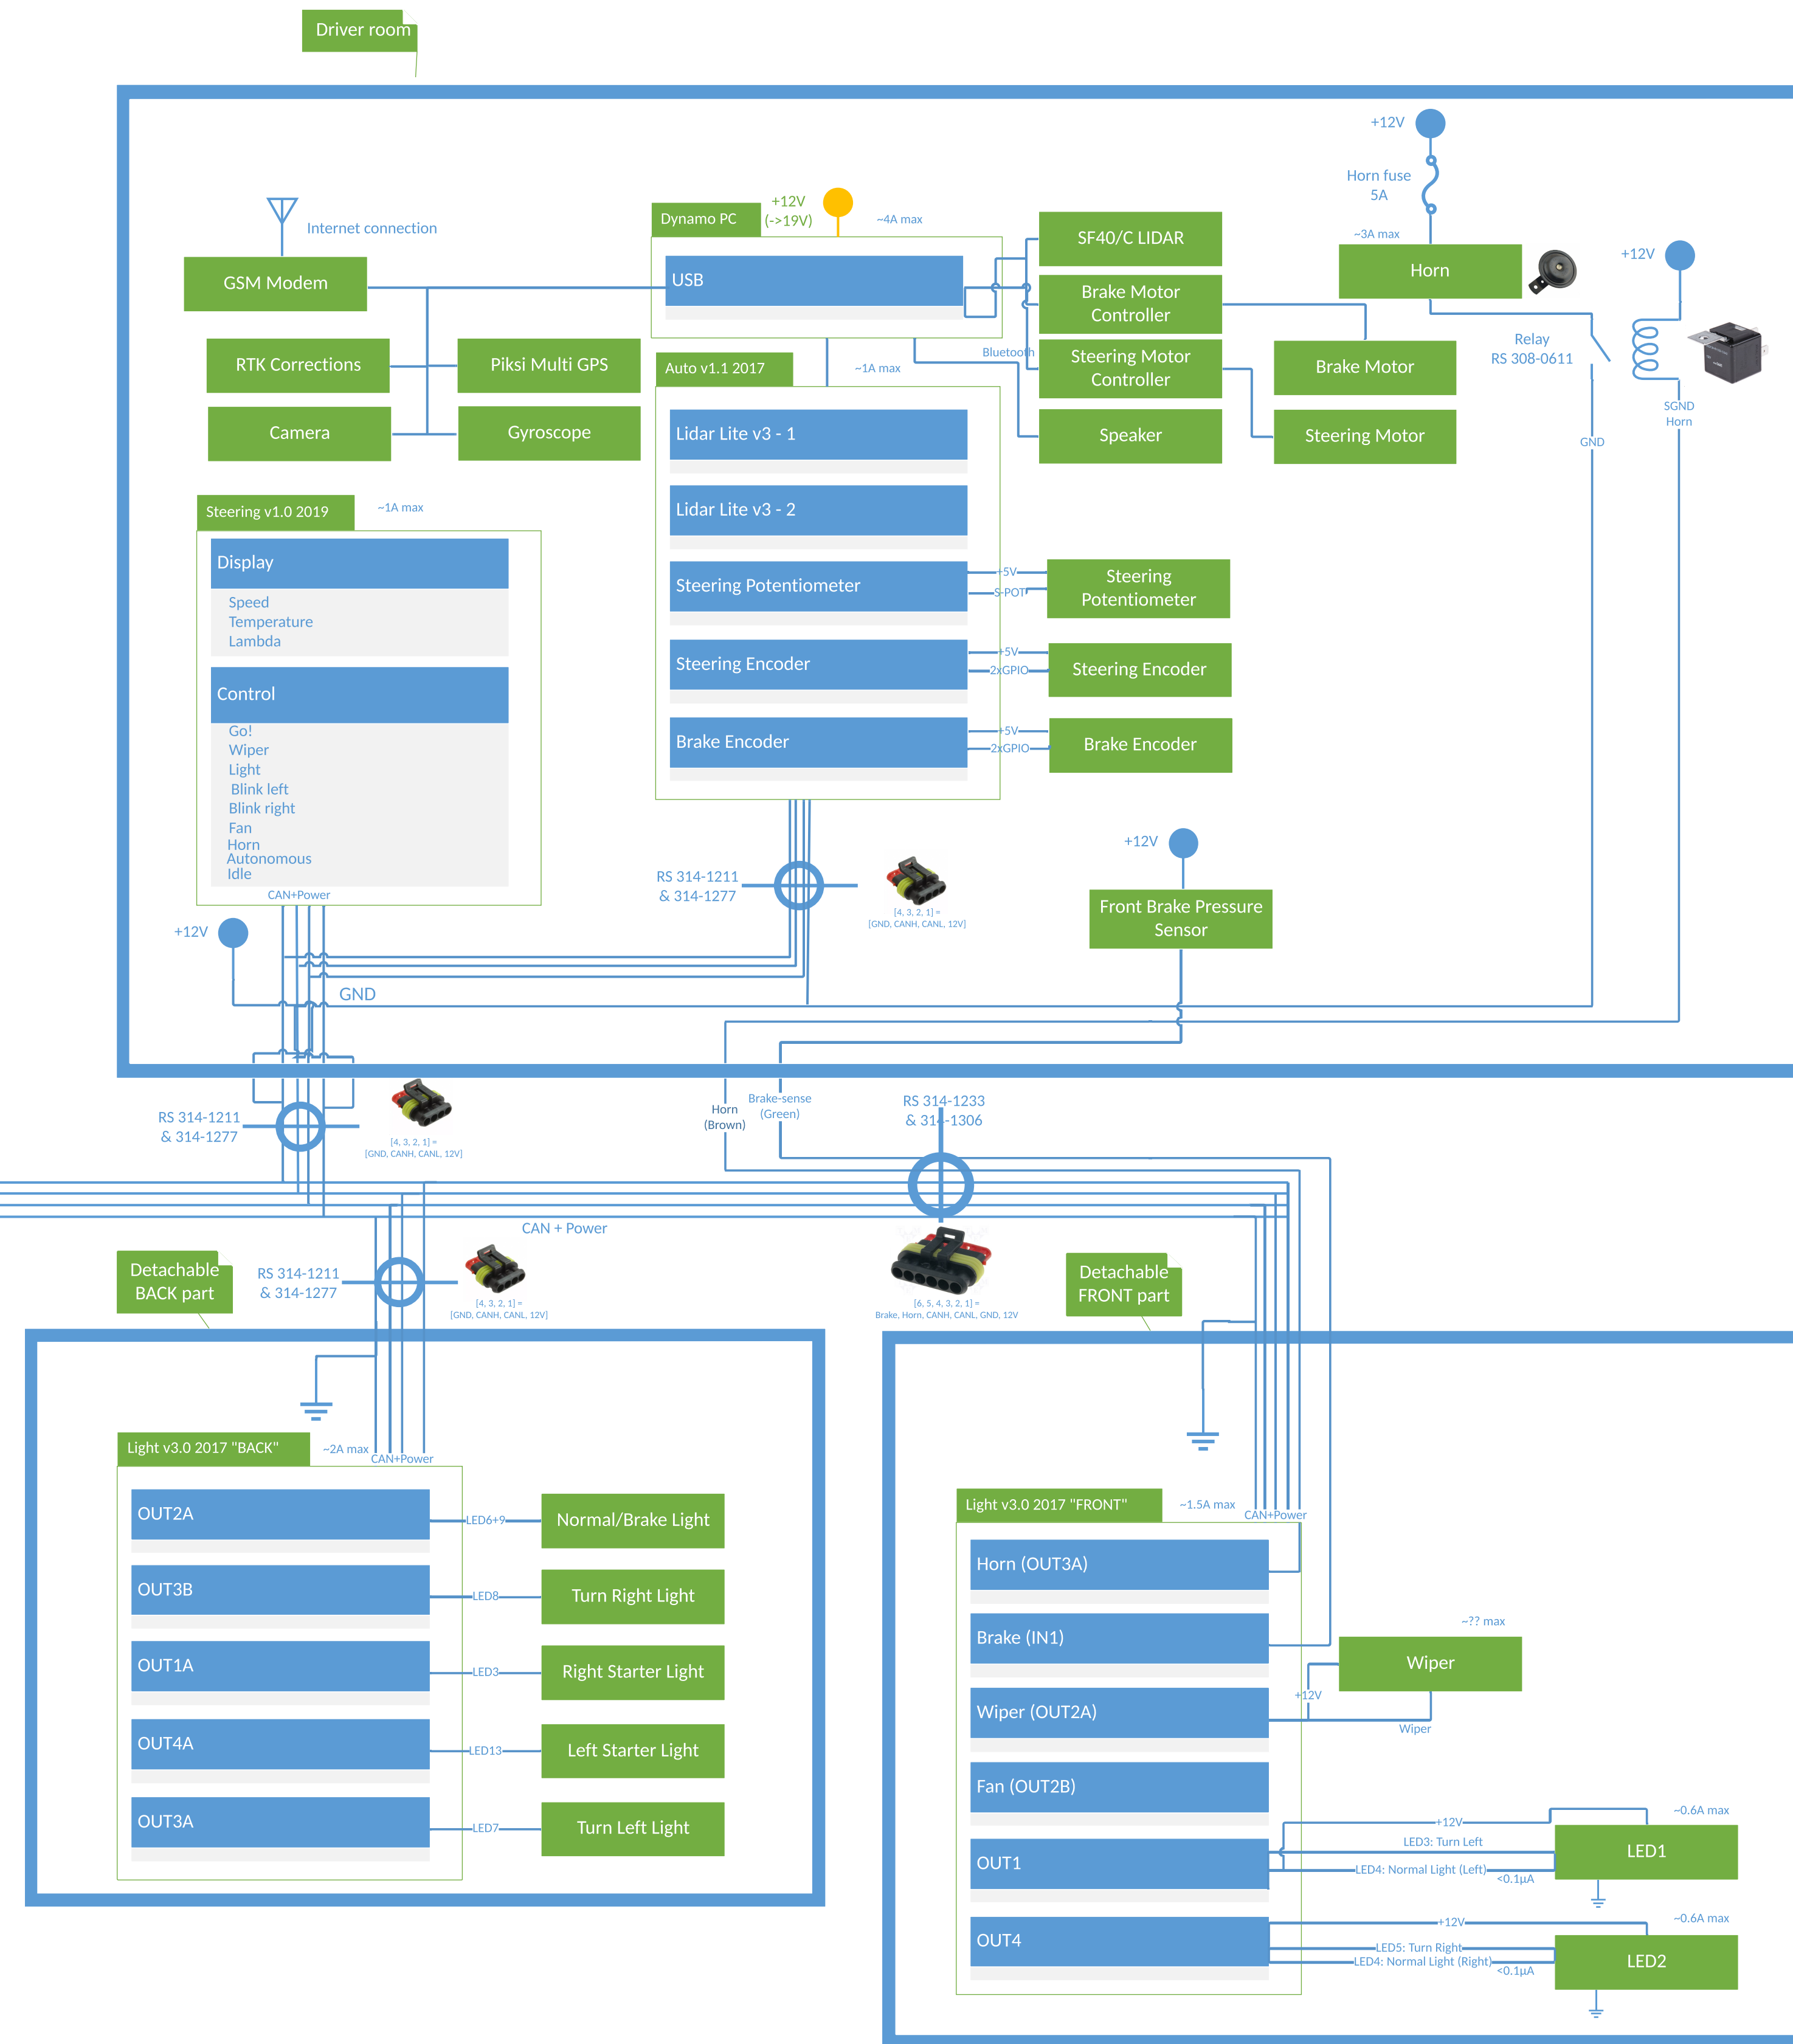 Driver room
+12V
Horn fuse
5A
~3A max
Horn
+12V
Internet connection
GSM Modem
Dynamo PC
+12V
(->19V)
~4A max
USB
SF40/C LIDAR
Brake Motor
Controller
Bluetooth
Steering Motor
Controller
Speaker
Brake Motor
Steering Motor
Relay
RS 308-0611
SGND
Horn
GND
RTK Corrections
Piksi Multi GPS
Camera
Gyroscope
Auto v1.1 2017
~1A max
Lidar Lite v3 - 1
Lidar Lite v3 - 2
Steering Potentiometer
+5V
S-POT
Steering
Potentiometer
Steering Encoder
+5V
2xGPIO
Steering Encoder
Brake Encoder
+5V
2xGPIO
Brake Encoder
Steering v1.0 2019
~1A max
Display
Speed
Temperature
Lambda
Control
Go!
Wiper
Light
Blink left
Blink right
Fan
Horn
Autonomous
Idle
CAN+Power
+12V
GND
RS 314-1211
& 314-1277
[4, 3, 2, 1] =
[GND, CANH, CANL, 12V]
+12V
Front Brake Pressure
Sensor
RS 314-1211
& 314-1277
[4, 3, 2, 1] =
[GND, CANH, CANL, 12V]
Horn
(Brown)
Brake-sense
(Green)
RS 314-1233
& 314-1306
CAN + Power
Detachable
BACK part
RS 314-1211
& 314-1277
[4, 3, 2, 1] =
[GND, CANH, CANL, 12V]
[6, 5, 4, 3, 2, 1] =
Brake, Horn, CANH, CANL, GND, 12V
Detachable
FRONT part
Light v3.0 2017 "BACK"
~2A max
CAN+Power
OUT2A
LED6+9
Normal/Brake Light
OUT3B
LED8
Turn Right Light
OUT1A
LED3
Right Starter Light
OUT4A
LED13
Left Starter Light
OUT3A
LED7
Turn Left Light
Light v3.0 2017 "FRONT"
~1.5A max
CAN+Power
Horn (OUT3A)
Brake (IN1)
Wiper (OUT2A)
Fan (OUT2B)
OUT1
OUT4
~?? max
Wiper
+12V
Wiper
+12V
~0.6A max
LED3: Turn Left
LED4: Normal Light (Left)
<0.1µA
LED1
+12V
~0.6A max
LED5: Turn Right
LED4: Normal Light (Right)
<0.1µA
LED2